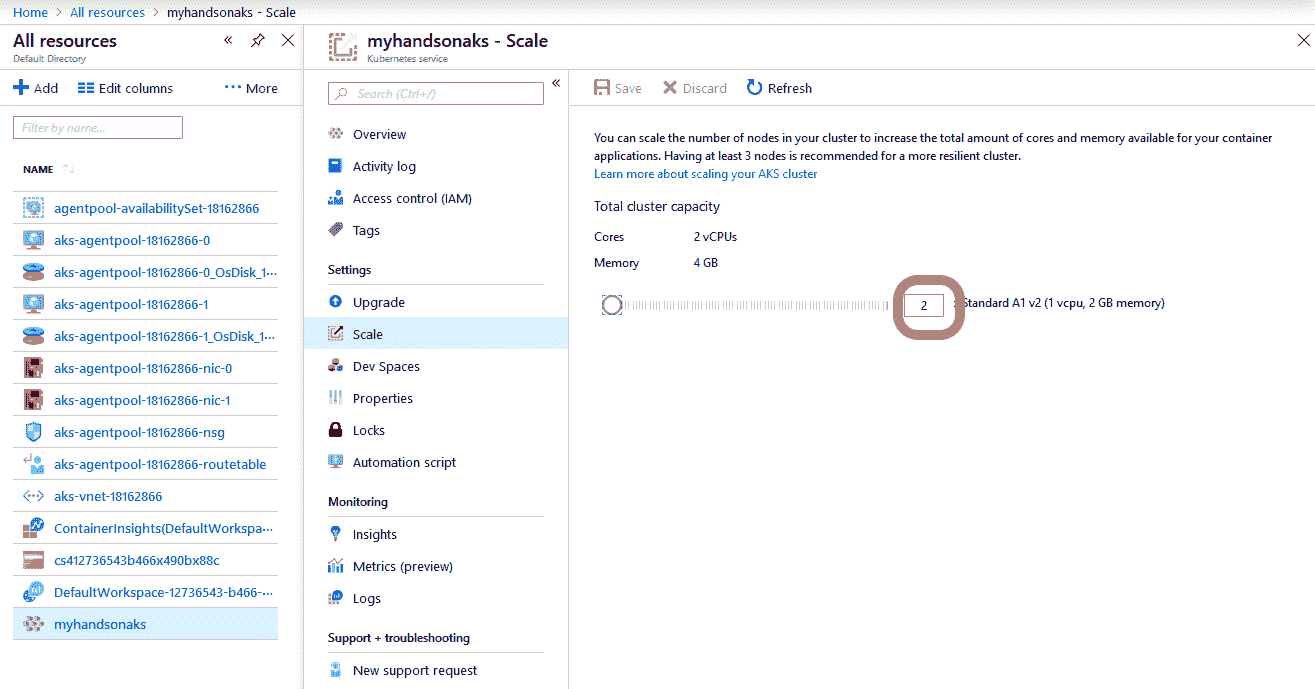 Home > All resources > myhandsonaks - Scale
All resources
Default Directory
Add Edit columns ··· More
Filter by name...
NAME
agentpool-availabilitySet-18162866
aks-agentpool-18162866-0
aks-agentpool-18162866-0_OsDisk_1···
aks-agentpool-18162866-1
aks-agentpool-18162866-1_OsDisk_1···
aks-agentpool-18162866-nic-0
aks-agentpool-18162866-nic-1
aks-agentpool-18162866-nsg
aks-agentpool-18162866-routetable
aks-vnet-18162866
ContainerInsights(DefaultWorkspa···
cs412736543b466x490bx88c
DefaultWorkspace-12736543-b466-···
myhandsonaks
myhandsonaks - Scale
Kubernetes service
Search (Ctrl+/)
Overview
Activity log
Access control (IAM)
Tags
Settings
Upgrade
Scale
Dev Spaces
Properties
Locks
Automation script
Monitoring
Insights
Metrics (preview)
Logs
Support + troubleshooting
New support request
Save Discard Refresh
You can scale the number of nodes in your cluster to increase the total amount of cores and memory available for your container
applications. Having at least 3 nodes is recommended for a more resilient cluster.
Learn more about scaling your AKS cluster
Total cluster capacity
Cores 2 vCPUs
Memory 4 GB
2 Standard A1 v2 (1 vcpu, 2 GB memory)